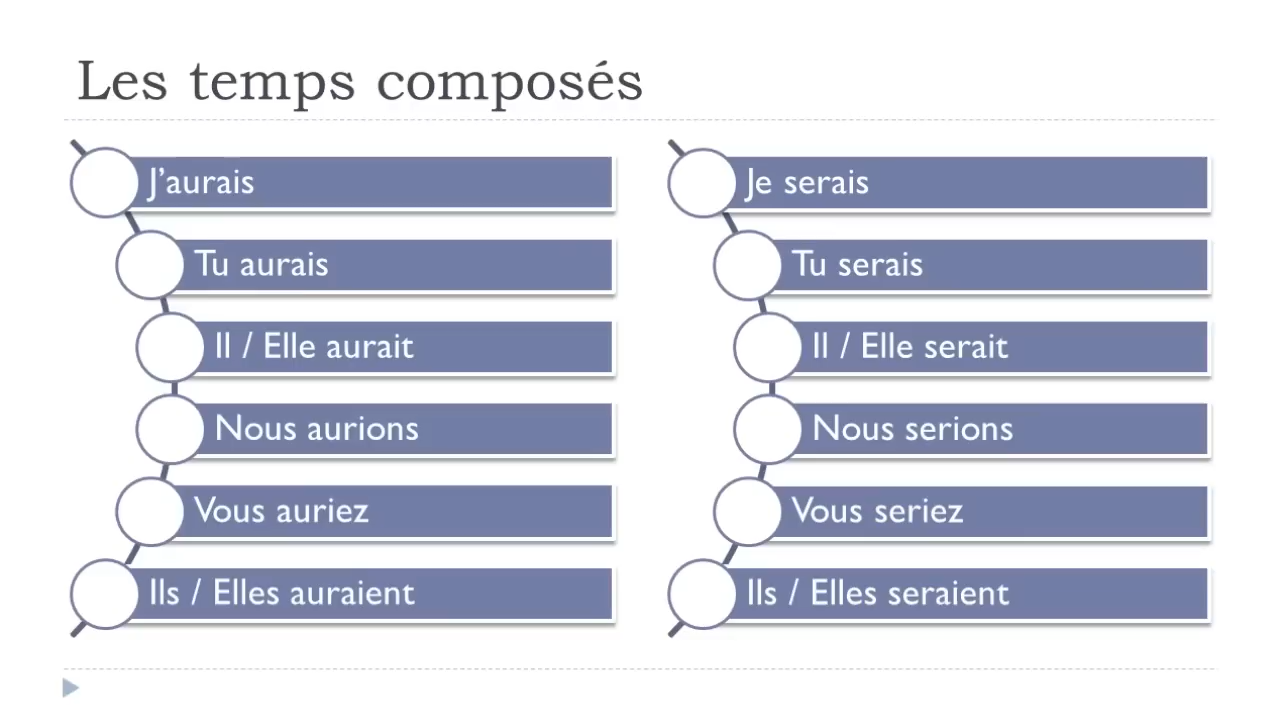 Les temps composés
J’aurais
Tu aurais
Il / Elle aurait
Nous aurions
Vous auriez
Ils / Elles auraient
Je serais
Tu serais
Il / Elle serait
Nous serions
Vous seriez
Ils / Elles seraient